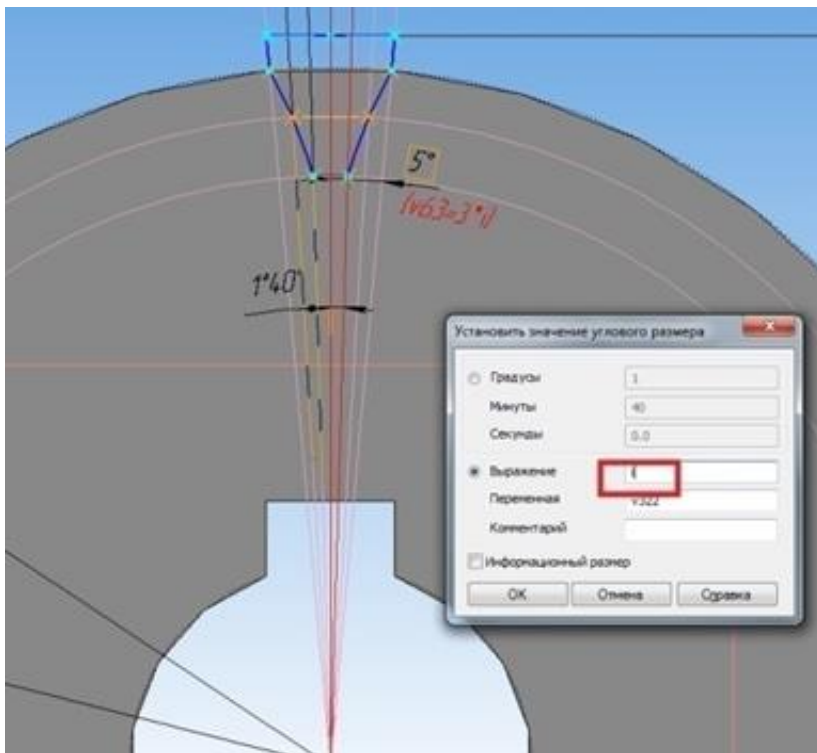 5°
(v63=3*i)
1°40'
Установить значение углового размера
Градусы 1
Минуты 40
Секунды 0.0
Выражение i
Переменная v322
Комментарий
Информационный размер
ОК Отмена Справка